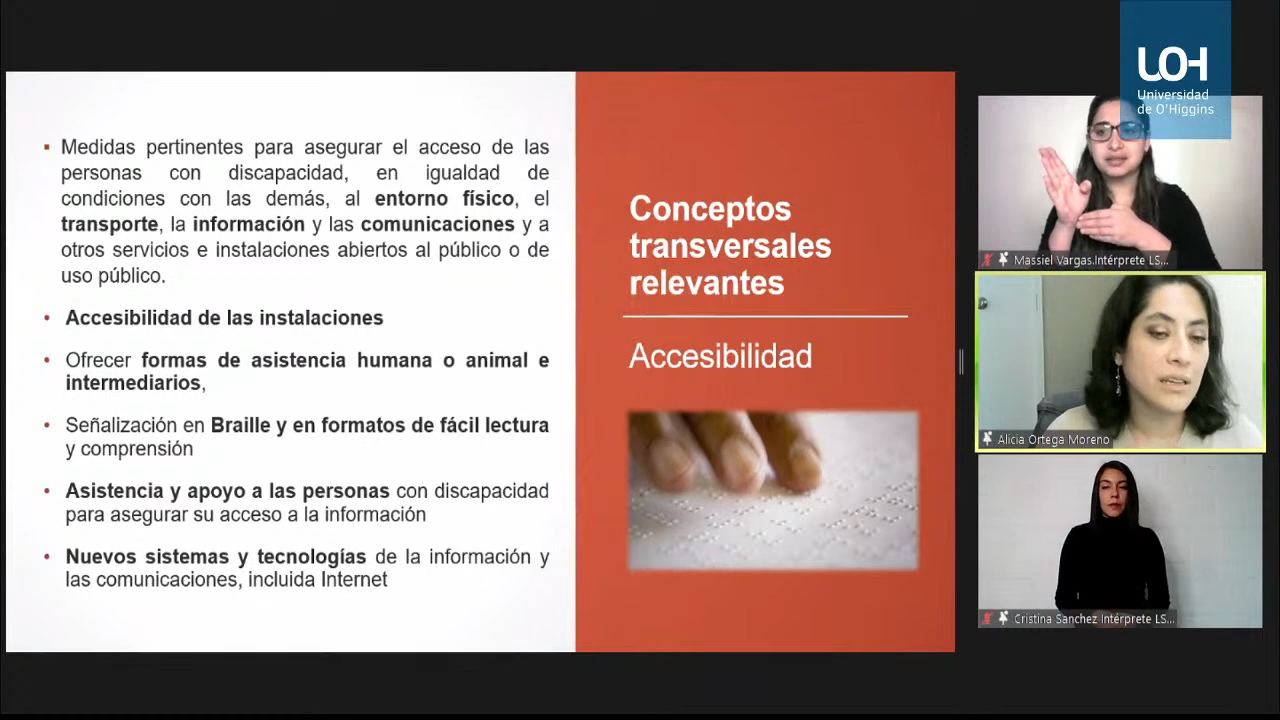 Medidas pertinentes para asegurar el acceso de las
personas con discapacidad, en igualdad de
condiciones con las demás, al entorno físico, el
transporte, la información y las comunicaciones y a
otros servicios e instalaciones abiertos al público o de
uso público.
Accesibilidad de las instalaciones
Ofrecer formas de asistencia humana o animal e
intermediarios,
Señalización en Braille y en formatos de fácil lectura
y comprensión
Asistencia y apoyo a las personas con discapacidad
para asegurar su acceso a la información
Nuevos sistemas y tecnologías de la información y
las comunicaciones, incluida Internet
Conceptos
transversales
relevantes
Accesibilidad
UOH
Universidad
de O'Higgins
Massiel Vargas.Intérprete LS...
Alicia Ortega Moreno
Cristina Sanchez Intérprete LS...